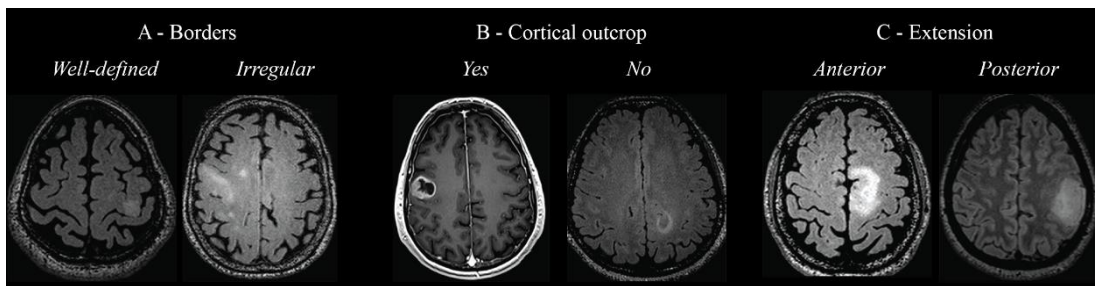 A - Borders
Well-defined
Irregular
B - Cortical outcrop
Yes
No
C - Extension
Anterior
Posterior